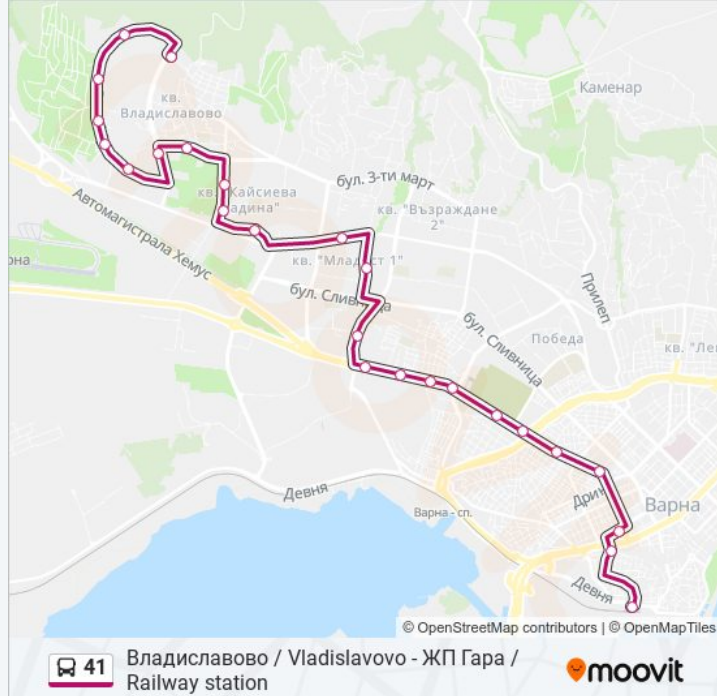 Каменар
кв.
Владиславово
бул. 3-ти март
кв. "Кайсиева
градина"
кв. "Възраждане
2"
Автомагистрала Хемус
рна
кв. "Младост 1"
бул. Сливница
бул. Сливница
Прилеп
Победа
кв. "Ле
Девня
Варна - сп.
Дрин
Варна
Девня
© OpenStreetMap contributors | © OpenMapTiles
41
Владиславово / Vladislavovo - ЖП Гара /
Railway station
moovit